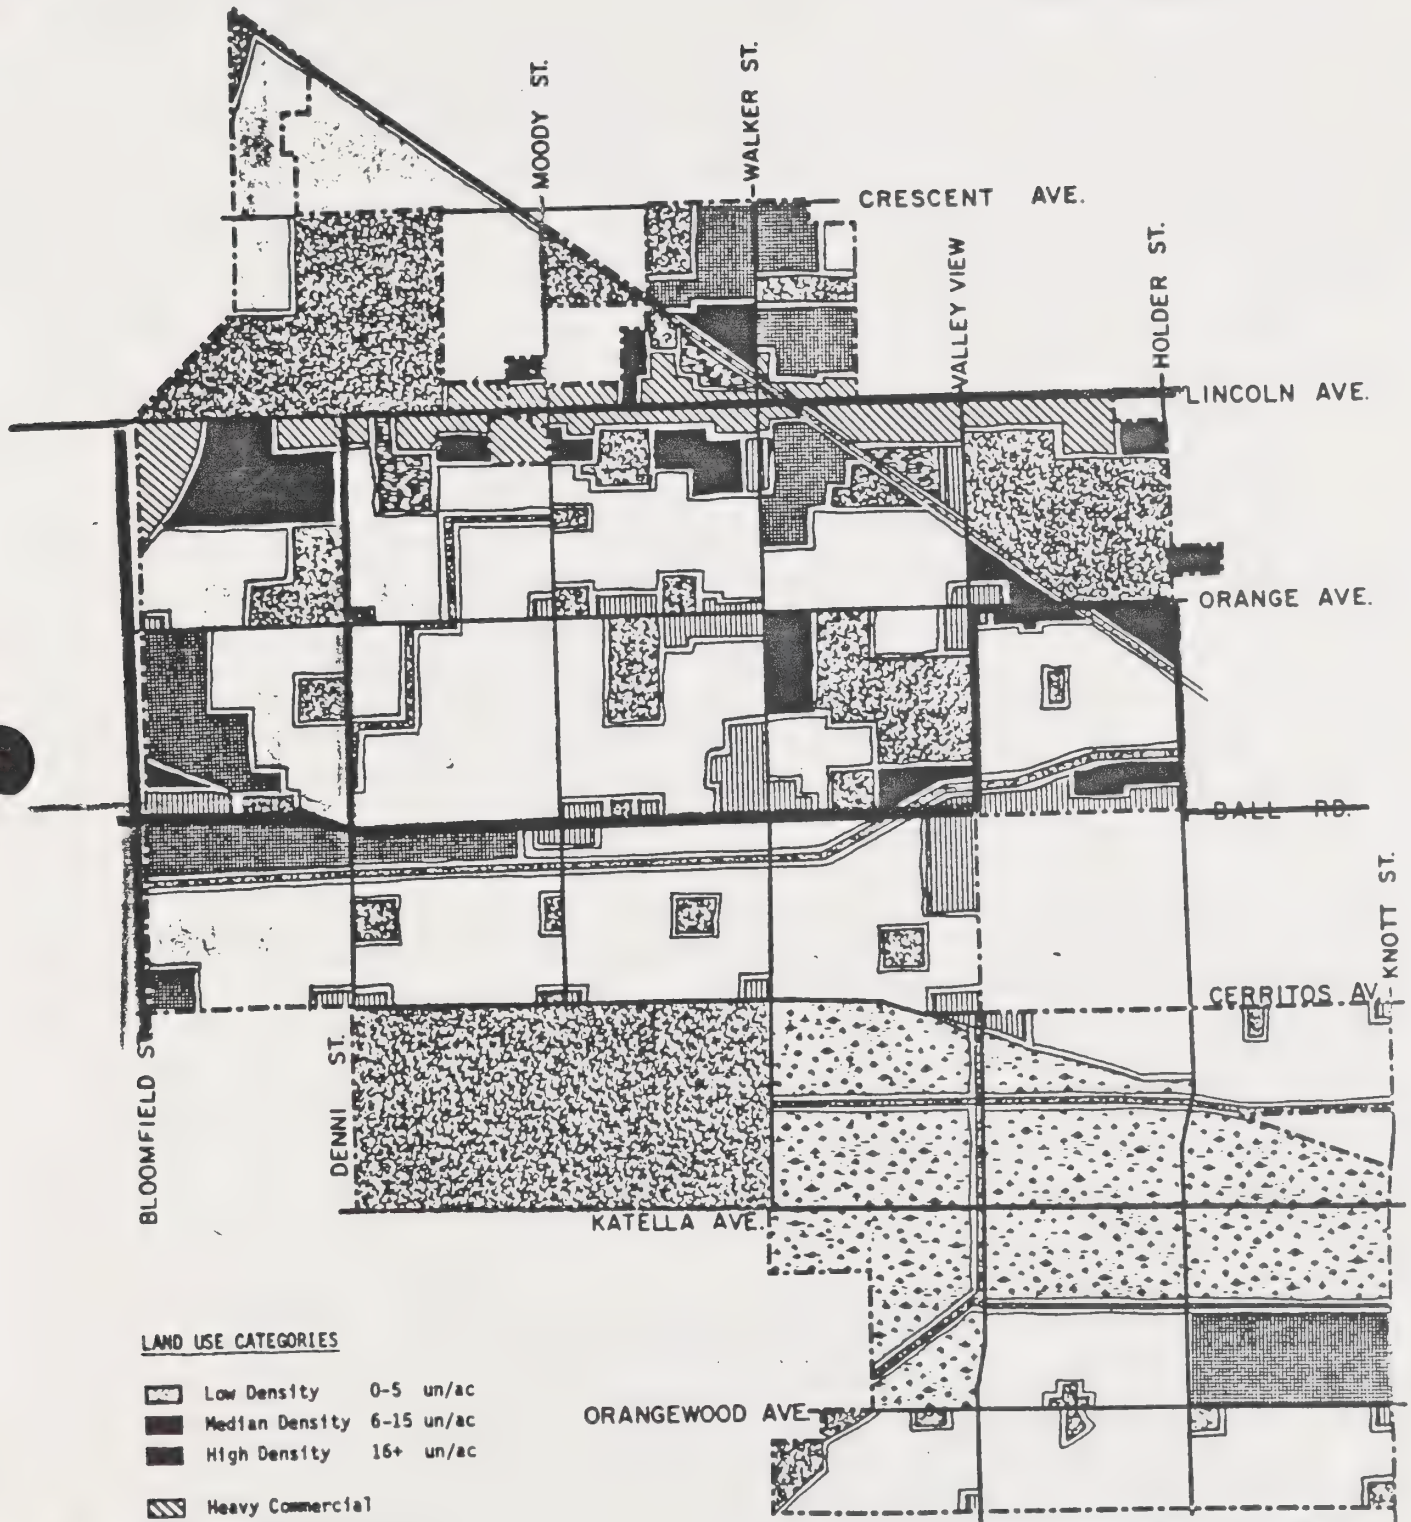 MOODY ST.
WALKER ST.
CRESCENT AVE.
VALLEY VIEW
HOLDER ST.
LINCOLN AVE.
ORANGE AVE.
BALL RD.
KNOTT ST.
CERRITOS AV.
BLOOMFIELD ST.
DENNI ST.
KATELLA AVE.
ORANGEWOOD AVE
LAND USE CATEGORIES
Low Density 0-5 un/ac
Median Density 6-15 un/ac
High Density 16+ un/ac
Heavy Commercial